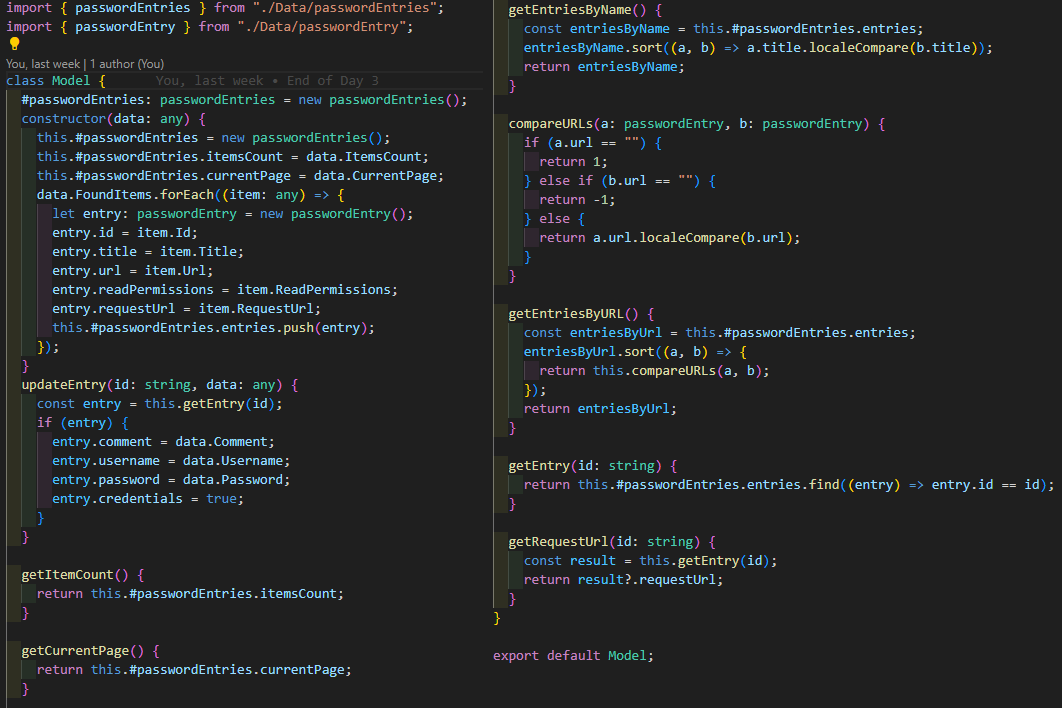 import { passwordEntries } from "./Data/passwordEntries";
import { passwordEntry } from "./Data/passwordEntry";
You, last week | 1 author (You)
class Model {        You, last week • End of Day 3
  #passwordEntries: passwordEntries = new passwordEntries();
  constructor(data: any) {
    this.#passwordEntries = new passwordEntries();
    this.#passwordEntries.itemsCount = data.ItemsCount;
    this.#passwordEntries.currentPage = data.CurrentPage;
    data.FoundItems.forEach((item: any) => {
      let entry: passwordEntry = new passwordEntry();
      entry.id = item.Id;
      entry.title = item.Title;
      entry.url = item.Url;
      entry.readPermissions = item.ReadPermissions;
      entry.requestUrl = item.RequestUrl;
      this.#passwordEntries.entries.push(entry);
    });
  }
  updateEntry(id: string, data: any) {
    const entry = this.getEntry(id);
    if (entry) {
      entry.comment = data.Comment;
      entry.username = data.Username;
      entry.password = data.Password;
      entry.credentials = true;
    }
  }
  getItemCount() {
    return this.#passwordEntries.itemsCount;
  }
  getCurrentPage() {
    return this.#passwordEntries.currentPage;
  }
  getEntriesByName() {
    const entriesByName = this.#passwordEntries.entries;
    entriesByName.sort((a, b) => a.title.localeCompare(b.title));
    return entriesByName;
  }
  compareURLs(a: passwordEntry, b: passwordEntry) {
    if (a.url == "") {
      return 1;
    } else if (b.url == "") {
      return -1;
    } else {
      return a.url.localeCompare(b.url);
    }
  }
  getEntriesByURL() {
    const entriesByUrl = this.#passwordEntries.entries;
    entriesByUrl.sort((a, b) => {
      return this.compareURLs(a, b);
    });
    return entriesByUrl;
  }
  getEntry(id: string) {
    return this.#passwordEntries.entries.find((entry) => entry.id == id);
  }
  getRequestUrl(id: string) {
    const result = this.getEntry(id);
    return result?.requestUrl;
  }
}
export default Model;